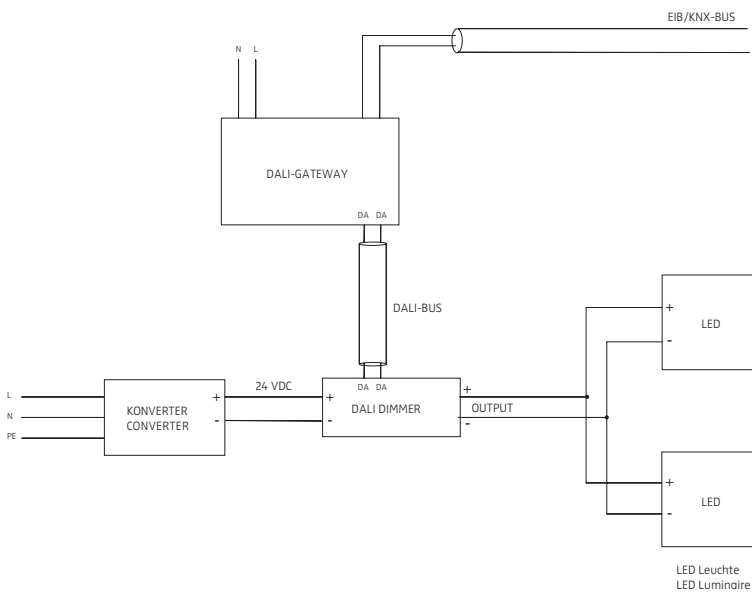 EIB/KNX-BUS
N L
DALI-GATEWAY
DA DA
DALI-BUS
LED
+
-
L
N
PE
KONVERTER
CONVERTER
+
-
24 VDC
DA DA
+
-
DALI DIMMER
+
-
OUTPUT
LED
+
-
LED Leuchte
LED Luminaire